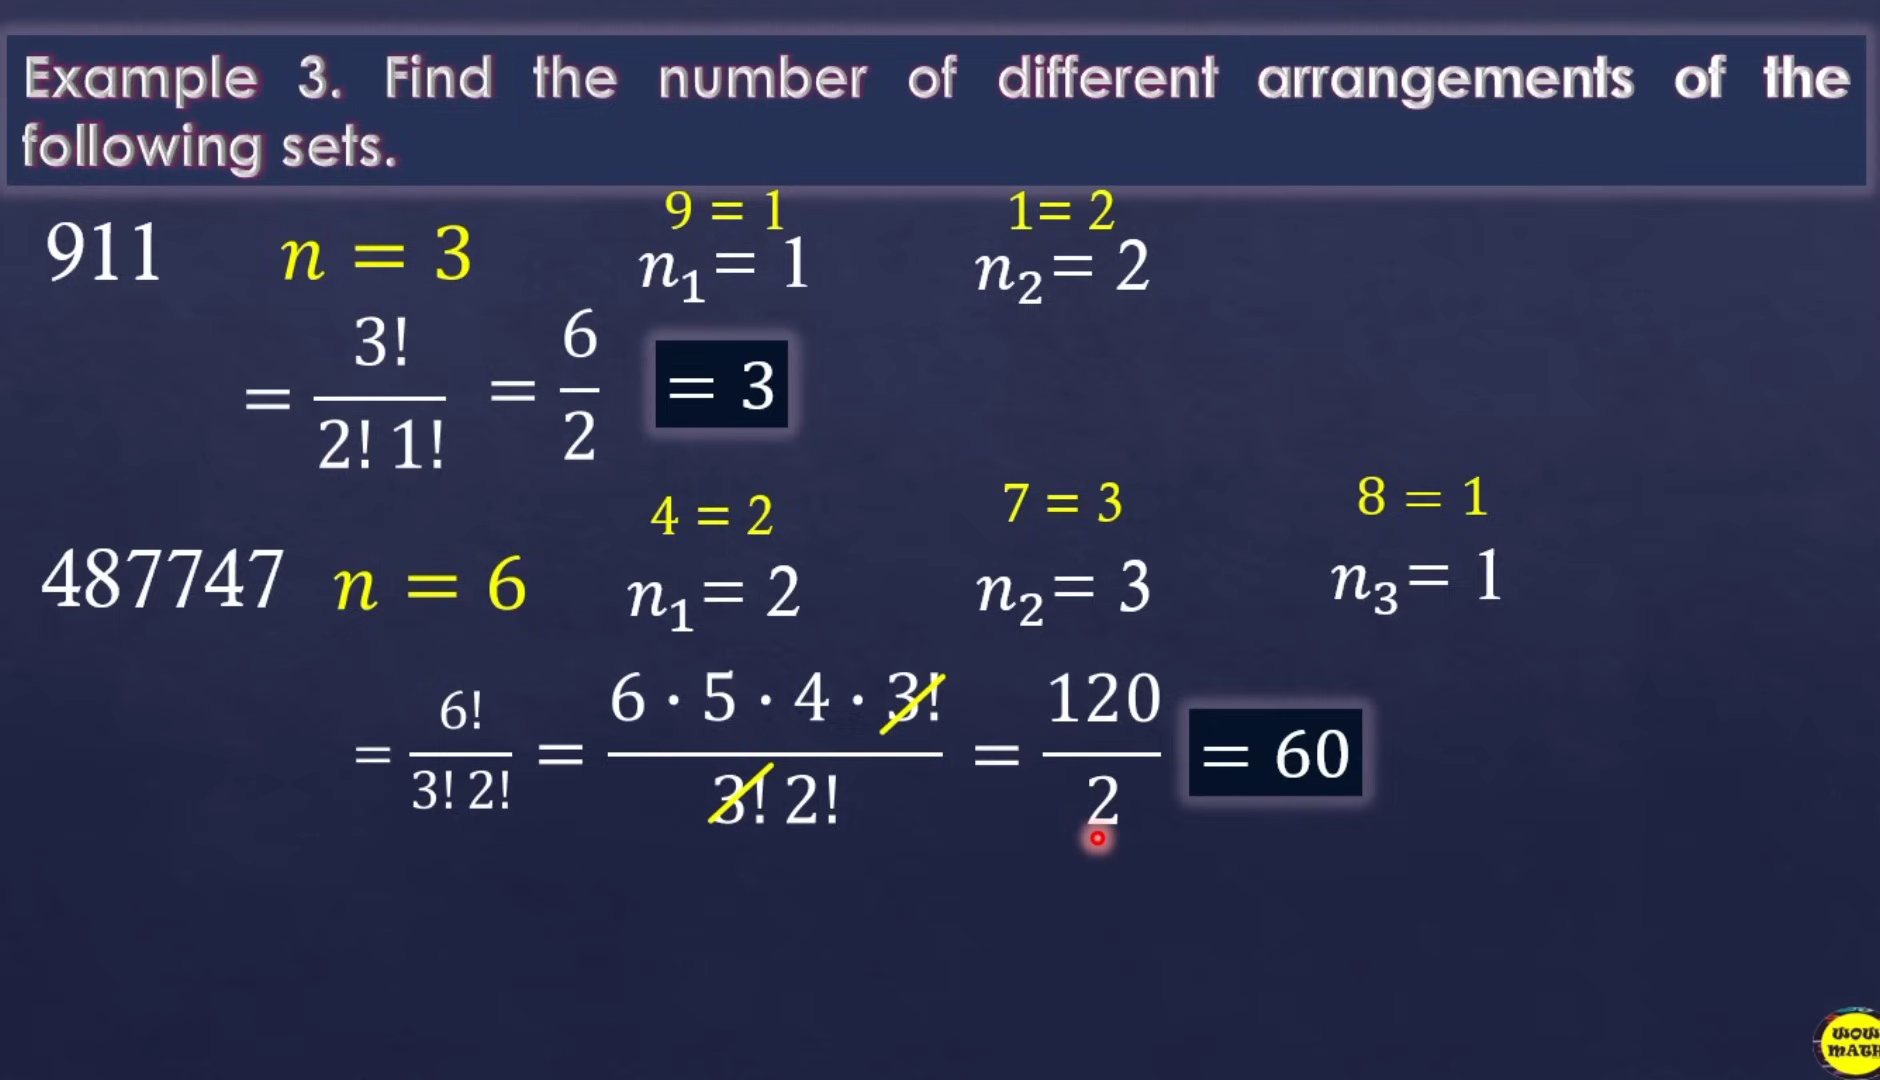 Example 3. Find the number of different arrangements of the
following sets.
9 = 1 1= 2
911 n = 3 n₁= 1 n₂= 2
= 3!/2! 1! = 6/2 = 3
4 = 2 7 = 3 8 = 1
487747 n = 6 n₁= 2 n₂= 3 n₃= 1
= 6!/3! 2! = 6 · 5 · 4 · 3!/3! 2! = 120/2 = 60
WOW
MATH